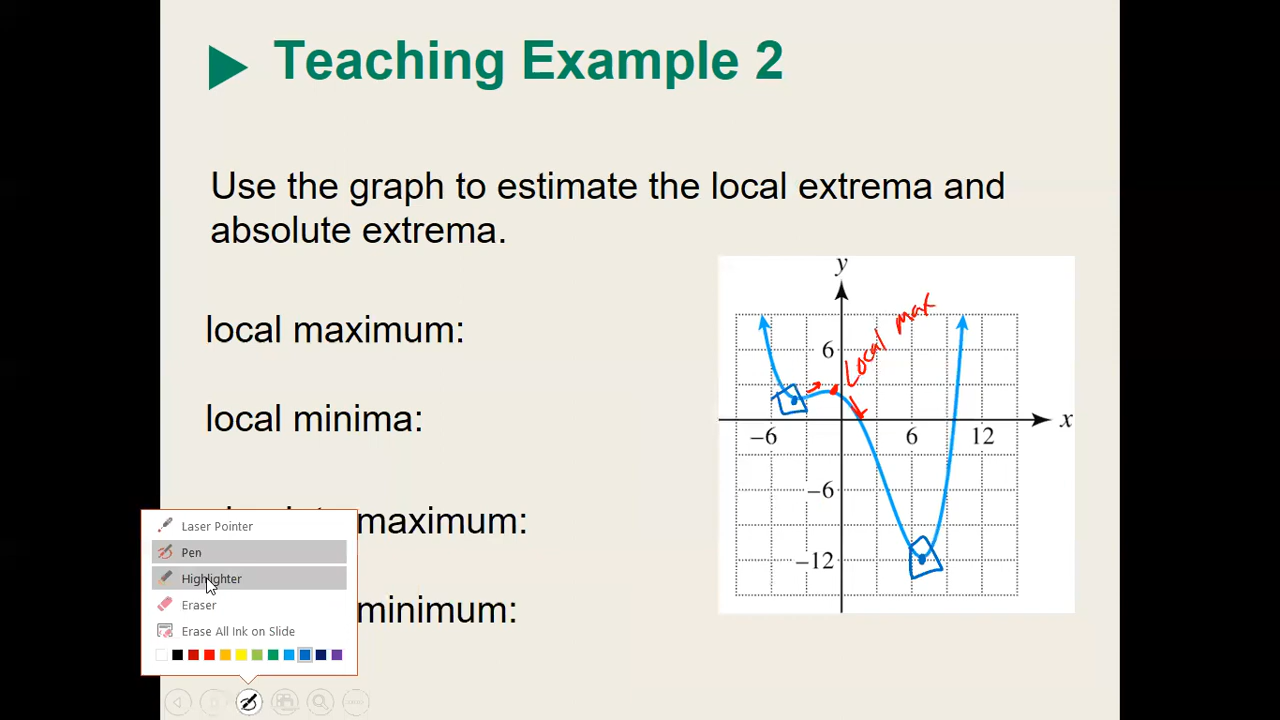 Teaching Example 2
Use the graph to estimate the local extrema and
absolute extrema.
local maximum:
local minima:
maximum:
minimum:
y
Local max
6
x
−6
6
12
−6
−12
Laser Pointer
Pen
Highlighter
Eraser
Erase All Ink on Slide